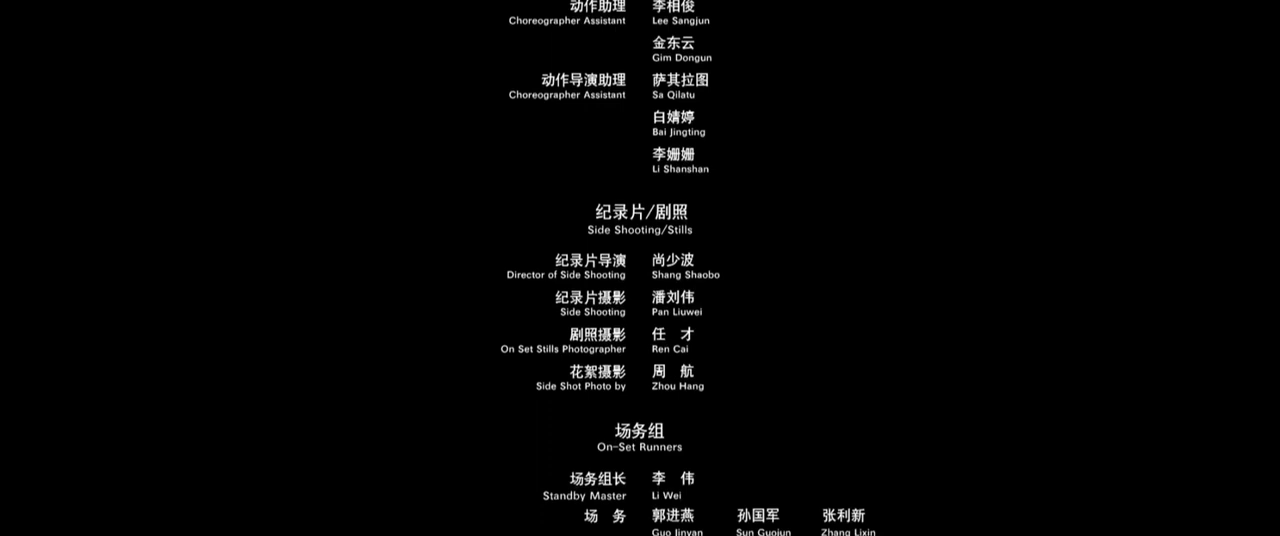 动作助理 李相俊
Choreographer Assistant Lee Sangjun
金东云
Gim Dongun
动作导演助理 萨其拉图
Choreographer Assistant Sa Qilatu
白婧婷
Bai Jingting
李姗姗
Li Shanshan
纪录片/剧照
Side Shooting/Stills
纪录片导演 尚少波
Director of Side Shooting Shang Shaobo
纪录片摄影 潘刘伟
Side Shooting Pan Liuwei
剧照摄影 任 才
On Set Stills Photographer Ren Cai
花絮摄影 周 航
Side Shot Photo by Zhou Hang
场务组
On-Set Runners
场务组长 李 伟
Standby Master Li Wei
场 务 郭进燕 孙国军 张利新
Guo Jinyan Sun Guojun Zhang Lixin